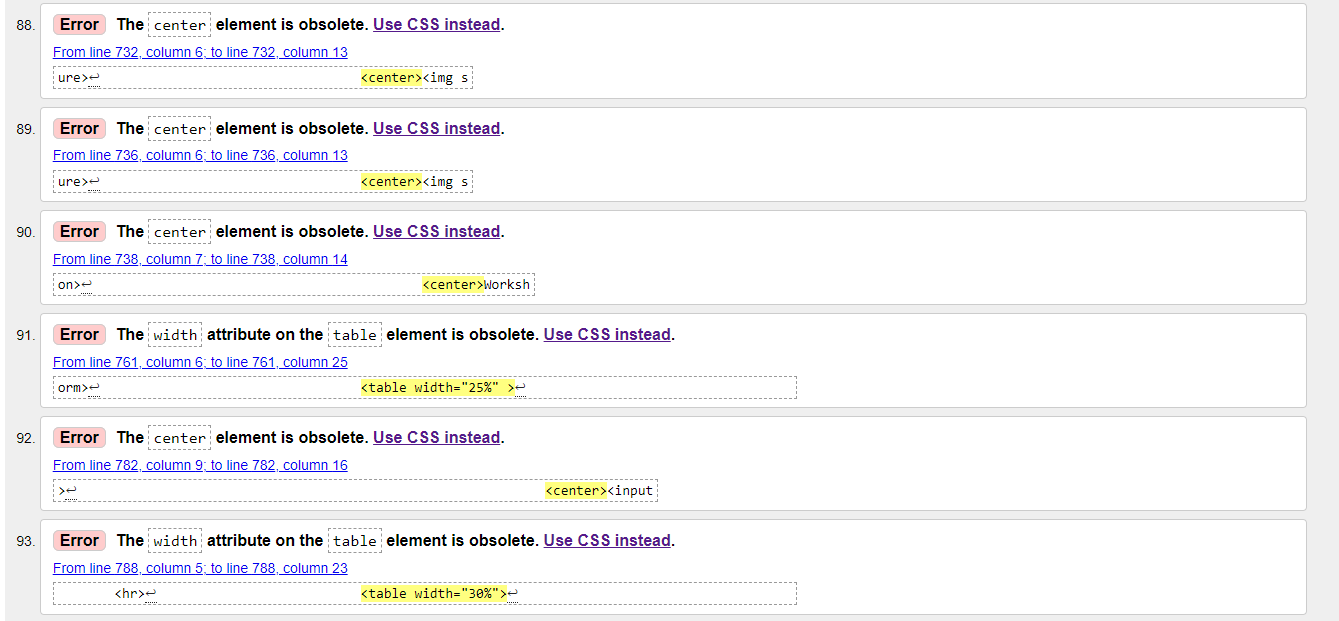 88. Error The center element is obsolete. Use CSS instead.
From line 732, column 6; to line 732, column 13
ure>↩ <center><img s
89. Error The center element is obsolete. Use CSS instead.
From line 736, column 6; to line 736, column 13
ure>↩ <center><img s
90. Error The center element is obsolete. Use CSS instead.
From line 738, column 7; to line 738, column 14
on>↩ <center>Worksh
91. Error The width attribute on the table element is obsolete. Use CSS instead.
From line 761, column 6; to line 761, column 25
orm>↩ <table width="25%" >↩
92. Error The center element is obsolete. Use CSS instead.
From line 782, column 9; to line 782, column 16
>↩ <center><input
93. Error The width attribute on the table element is obsolete. Use CSS instead.
From line 788, column 5; to line 788, column 23
<hr>↩ <table width="30%">↩